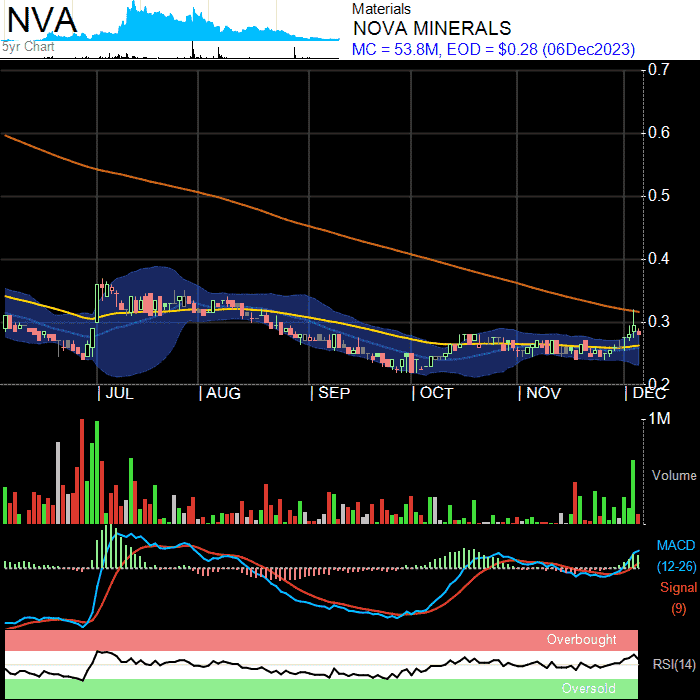 NVA
5yr Chart
Materials
NOVA MINERALS
MC = 53.8M, EOD = $0.28 (06Dec2023)
0.7
0.6
0.5
0.4
0.3
0.2
| JUL | AUG | SEP | OCT | NOV | DEC
1M
Volume
MACD
(12-26)
Signal
(9)
Overbought
RSI(14)
Oversold